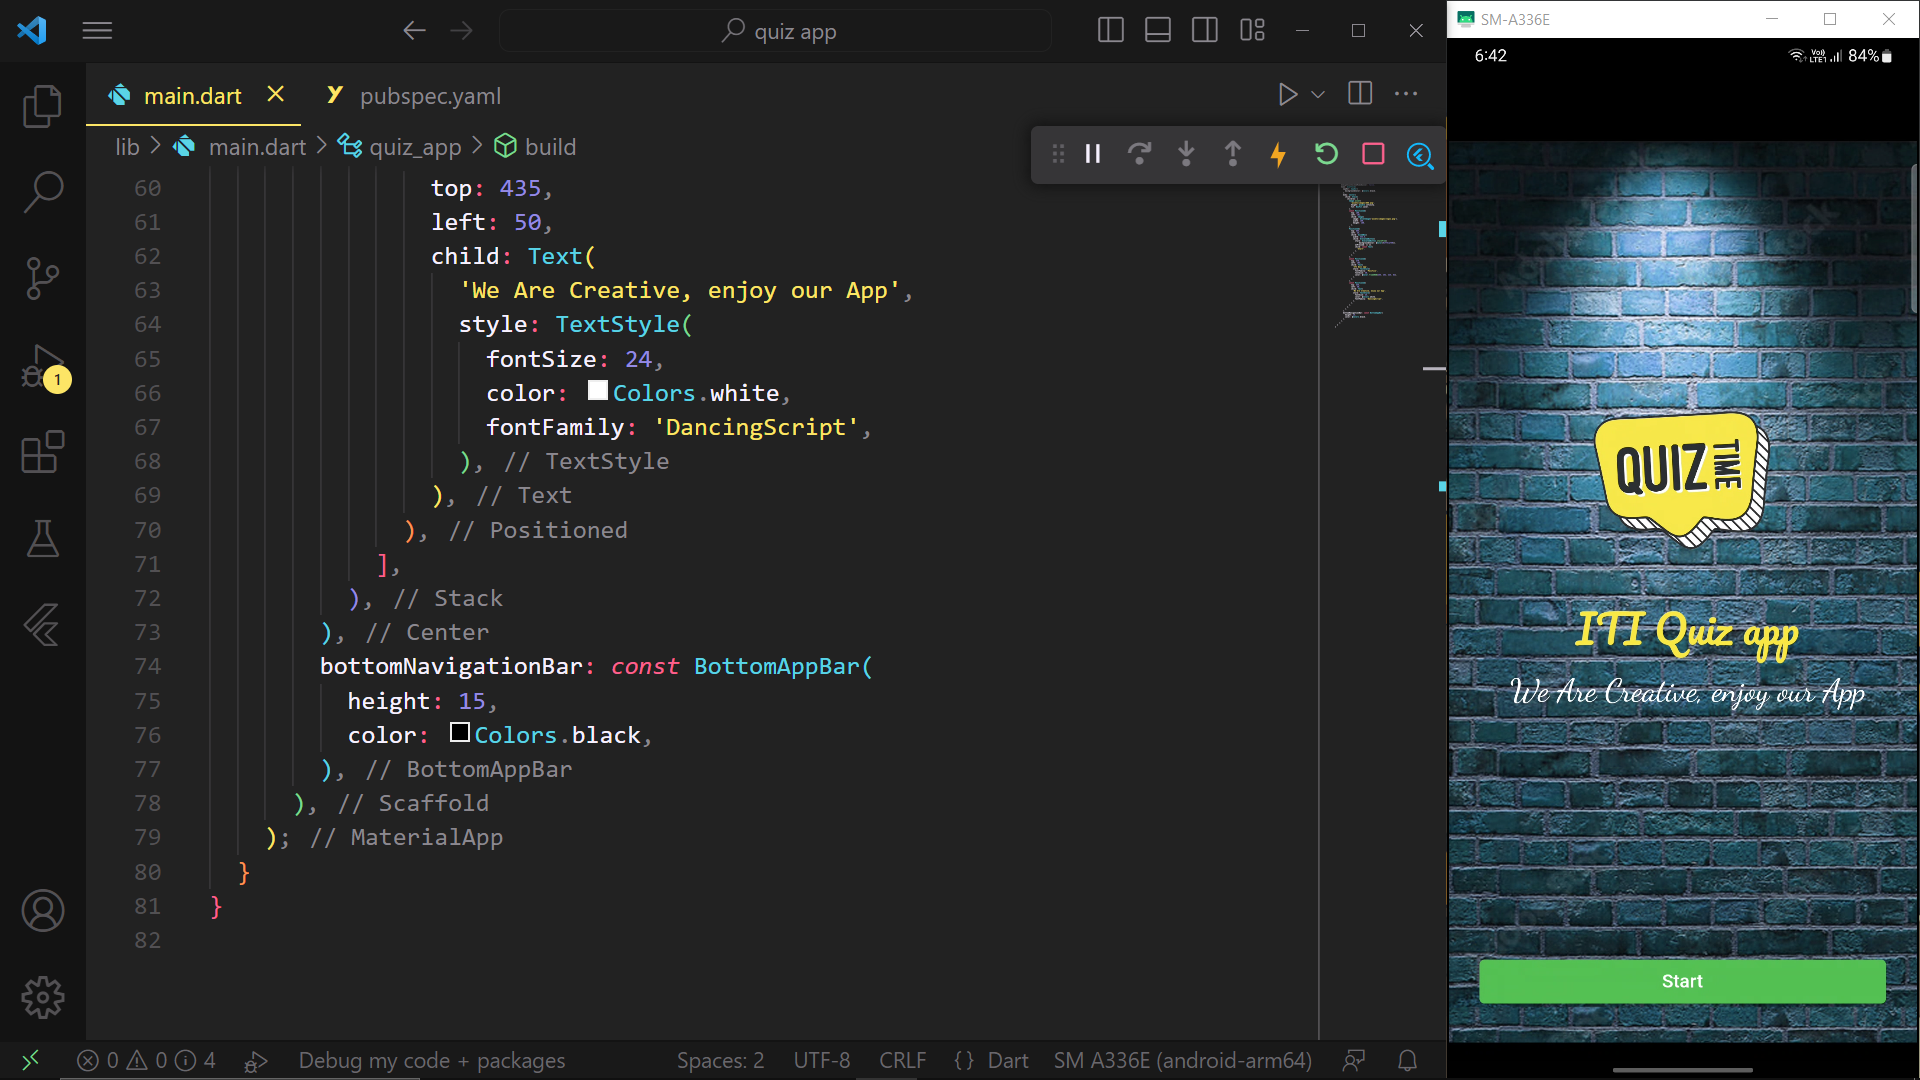 quiz app
main.dart
pubspec.yaml
lib > main.dart > quiz_app > build
60 top: 435,
61 left: 50,
62 child: Text(
63 'We Are Creative, enjoy our App',
64 style: TextStyle(
65 fontSize: 24,
66 color: Colors.white,
67 fontFamily: 'DancingScript',
68 ), // TextStyle
69 ), // Text
70 ), // Positioned
71 ],
72 ), // Stack
73 ), // Center
74 bottomNavigationBar: const BottomAppBar(
75 height: 15,
76 color: Colors.black,
77 ), // BottomAppBar
78 ), // Scaffold
79 ); // MaterialApp
80 }
81 }
82
1
0 0 4 Debug my code + packages Spaces: 2 UTF-8 CRLF {} Dart SM A336E (android-arm64)
SM-A336E
6:42 Vo) LTE1 84%
QUIZ TIME
ITI Quiz app
We Are Creative, enjoy our App
Start